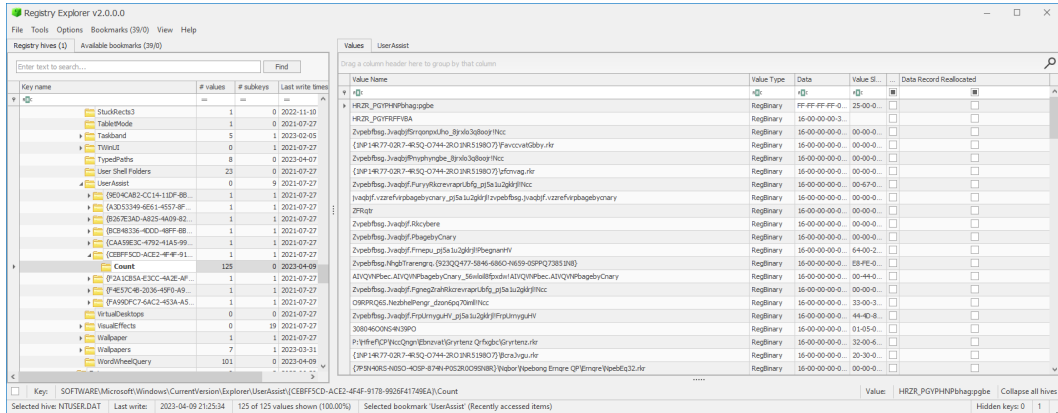 Registry Explorer v2.0.0.0
File Tools Options Bookmarks (39/0) View Help
Registry hives (1) Available bookmarks (39/0)
Enter text to search... Find
Key name # values # subkeys Last write times
StuckRects3 1 0 2022-11-10
TabletMode 1 0 2021-07-27
Taskband 5 1 2023-02-05
TWinUI 0 1 2021-07-27
TypedPaths 8 0 2023-04-07
User Shell Folders 23 0 2023-04-07
UserAssist 0 9 2021-07-27
{9E04CAB2-CC14-11DF-BB... 1 1 2021-07-27
{A3D53349-6E61-4557-8F... 1 1 2021-07-27
{B267E3AD-A825-4A09-82... 1 1 2021-07-27
{BCB48336-4DDD-48FF-BB... 1 1 2021-07-27
{CAA59E3C-4792-41A5-99... 1 1 2021-07-27
{CEBFF5CD-ACE2-4F4F-91... 1 1 2021-07-27
Count 125 0 2023-04-09
{F2A1CB5A-E3CC-4A2E-AF... 1 1 2021-07-27
{F4E57C4B-2036-45F0-A9... 1 1 2021-07-27
{FA99DFC7-6AC2-453A-A5... 1 1 2021-07-27
VirtualDesktops 0 0 2021-07-27
VisualEffects 0 19 2021-07-27
Wallpaper 1 1 2021-07-27
Wallpapers 7 1 2023-03-31
WordWheelQuery 101 0 2023-04-09
Values UserAssist
Drag a column header here to group by that column
Value Name Value Type Data Value Sl... ... Data Record Reallocated
HRZR_PGYPHNPbhag:pgbe RegBinary FF-FF-FF-FF-0... 25-00-0...
HRZR_PGYFRFFVBA RegBinary 16-00-00-00-3...
Zvpebfbsg.JvaqbjfSrrqonpxUho_8jrxlo3q8oojr!Ncc RegBinary 16-00-00-00-0... 00-00-0...
{1NP14R77-02R7-4R5Q-O744-2RO1NR5198O7}\FavccvatGbby.rkr RegBinary 16-00-00-00-0... 00-00-0...
Zvpebfbsg.JvaqbjfPnyphyngbe_8jrxlo3q8oojr!Ncc RegBinary 16-00-00-00-0... 00-00-0...
{1NP14R77-02R7-4R5Q-O744-2RO1NR5198O7}\zfcnvag.rkr RegBinary 16-00-00-00-0... 00-00-0...
Zvpebfbsg.Jvaqbjf.FuryyRkcrevraprUbfg_pj5a1u2gklrjl!Ncc RegBinary 16-00-00-00-0... 00-67-0...
jvaqbjf.vzzrefvirpbagebycnary_pj5a1u2gklrjl!zvpebfbsg.jvaqbjf.vzzrefvirpbagebycnary RegBinary 16-00-00-00-0... 00-00-0...
ZFRqtr RegBinary 16-00-00-00-0... 00-00-0...
Zvpebfbsg.Jvaqbjf.Rkcybere RegBinary 16-00-00-00-0... 00-00-0...
Zvpebfbsg.Jvaqbjf.PbagebyCnary RegBinary 16-00-00-00-0... 00-00-0...
Zvpebfbsg.Jvaqbjf.Frnepu_pj5a1u2gklrjl!PbegnanHV RegBinary 16-00-00-00-0... 64-00-2...
Zvpebfbsg.NhgbTrarengrq.{923QQ477-5846-686O-N659-0SPPQ73851N8} RegBinary 16-00-00-00-0... E8-FE-0...
AIVQVNPbec.AIVQVNPbagebyCnary_56wloil8fpxdw!AIVQVNPbec.AIVQVNPbagebyCnary RegBinary 16-00-00-00-0... 00-44-0...
Zvpebfbsg.Jvaqbjf.FgnegZrahRkcrevraprUbfg_pj5a1u2gklrjl!Ncc RegBinary 16-00-00-00-0... 00-00-0...
RegBinary 16-00-00-00-0... 33-00-3...
Zvpebfbsg.Jvaqbjf.FrpUrnyguHV_pj5a1u2gklrjl!FrpUrnyguHV RegBinary 16-00-00-00-0... 44-4D-8...
308046O0NS4N39PO RegBinary 16-00-00-00-0... 01-05-0...
P:\Hfref\CP\NccQngn\Ebnzvat\Gryrtenz Qrfxgbc\Gryrtenz.rkr RegBinary 16-00-00-00-0... 32-00-6...
{1NP14R77-02R7-4R5Q-O744-2RO1NR5198O7}\BcraJvgu.rkr RegBinary 16-00-00-00-0... 20-30-0...
RegBinary 16-00-00-00-0... 00-00-0...
Key: SOFTWARE\Microsoft\Windows\CurrentVersion\Explorer\UserAssist\{CEBFF5CD-ACE2-4F4F-9178-9926F41749EA}\Count Value: HRZR_PGYPHNPbhag:pgbe Collapse all hives
Selected hive: NTUSER.DAT Last write: 2023-04-09 21:25:34 125 of 125 values shown (100.00%) Selected bookmark 'UserAssist' (Recently accessed items) Hidden keys: 0 1